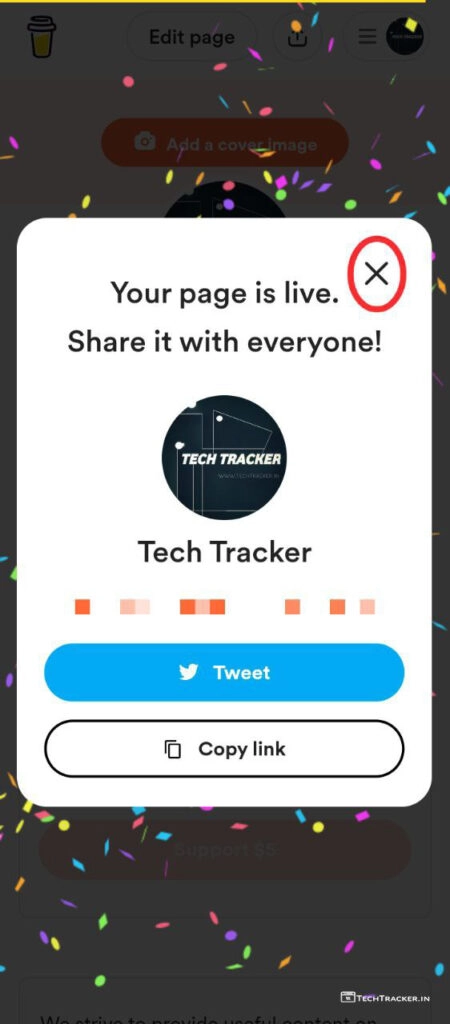 Edit page
Add a cover image
Your page is live.
Share it with everyone!
TECH TRACKER
WWW.TECHTRACKER.IN
Tech Tracker
Tweet
Copy link
Support $5
TECHTRACKER.IN
We strive to provide useful content on